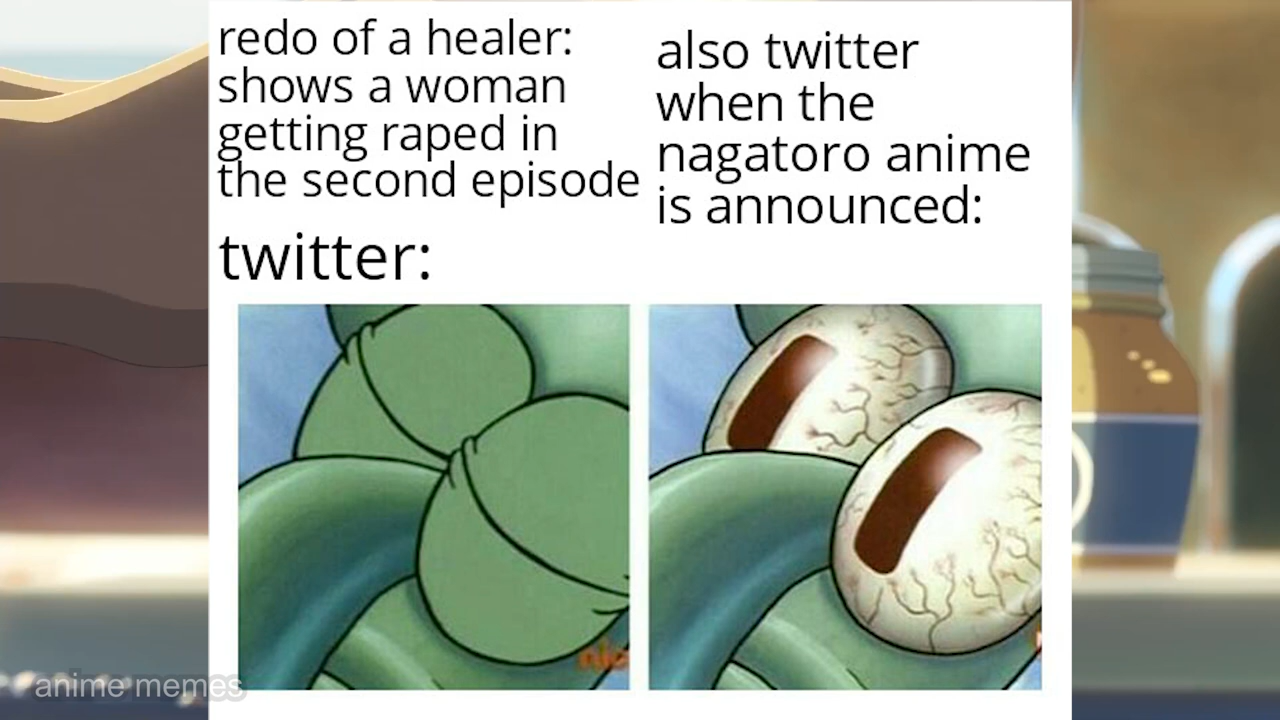 redo of a healer:
shows a woman
getting raped in
the second episode
twitter:
also twitter
when the
nagatoro anime
is announced:
anime memes